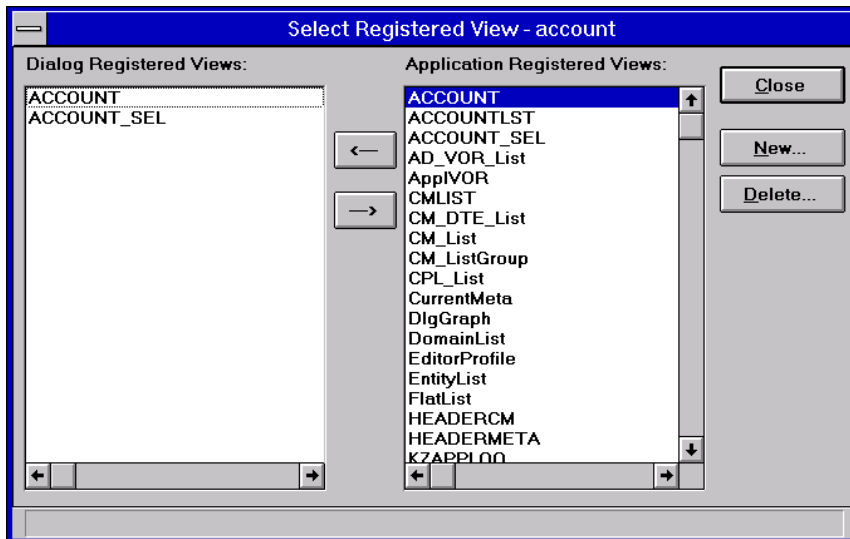 Select Registered View - account
Dialog Registered Views:
ACCOUNT
ACCOUNT_SEL
<—
—>
Application Registered Views:
ACCOUNT
ACCOUNTLST
ACCOUNT_SEL
AD_VOR_List
ApplVOR
CMLIST
CM_DTE_List
CM_List
CM_ListGroup
CPL_List
CurrentMeta
DlgGraph
DomainList
EditorProfile
EntityList
FlatList
HEADERCM
HEADERMETA
Close
New...
Delete...